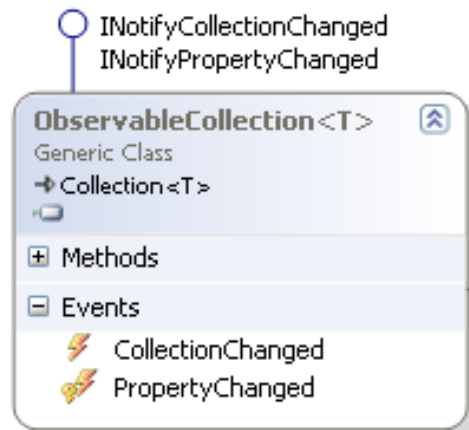 INotifyCollectionChanged
INotifyPropertyChanged
ObservableCollection<T>
Generic Class
Collection<T>
Methods
Events
CollectionChanged
PropertyChanged